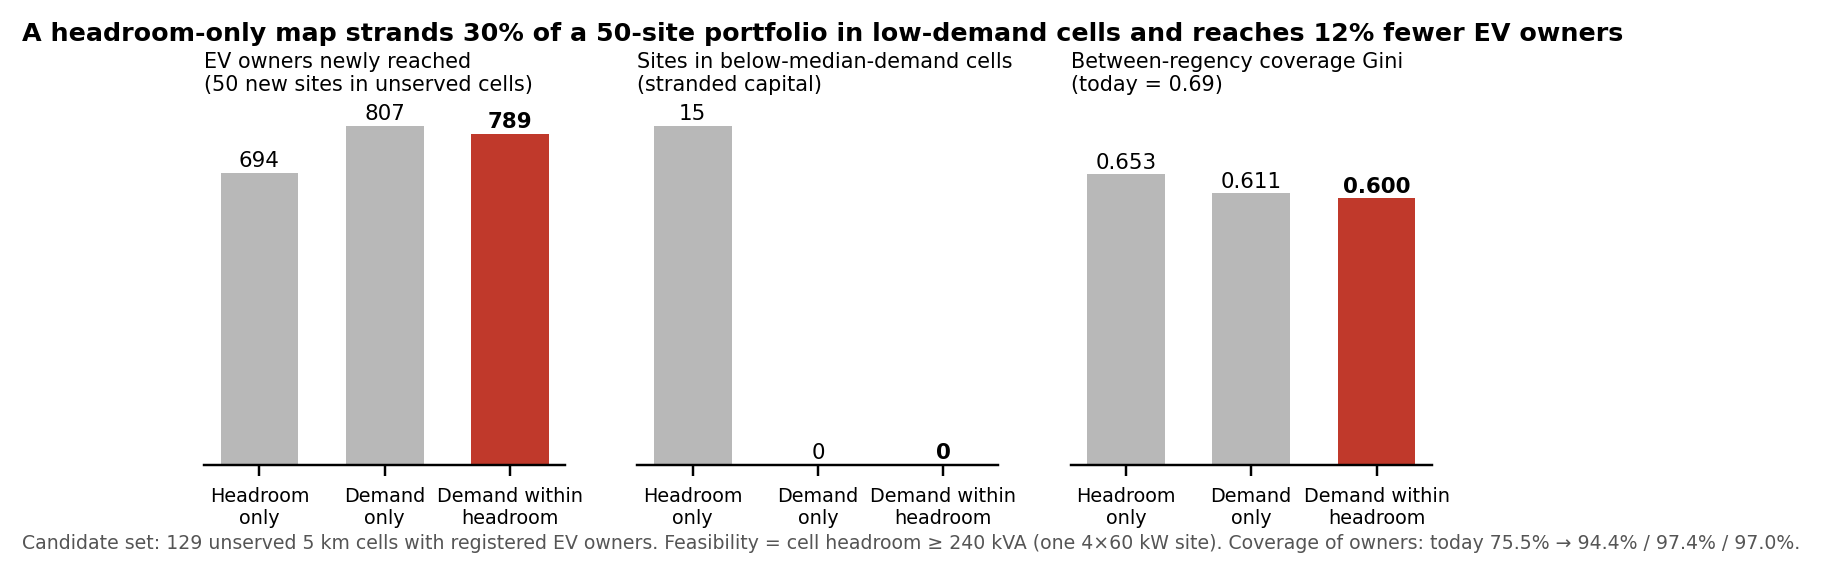 A headroom-only map strands 30% of a 50-site portfolio in low-demand cells and reaches 12% fewer EV owners
EV owners newly reached
(50 new sites in unserved cells)
694
807
789
Headroom
only
Demand
only
Demand within
headroom
Sites in below-median-demand cells
(stranded capital)
15
0
0
Headroom
only
Demand
only
Demand within
headroom
Between-regency coverage Gini
(today = 0.69)
0.653
0.611
0.600
Headroom
only
Demand
only
Demand within
headroom
Candidate set: 129 unserved 5 km cells with registered EV owners. Feasibility = cell headroom ≥ 240 kVA (one 4×60 kW site). Coverage of owners: today 75.5% → 94.4% / 97.4% / 97.0%.